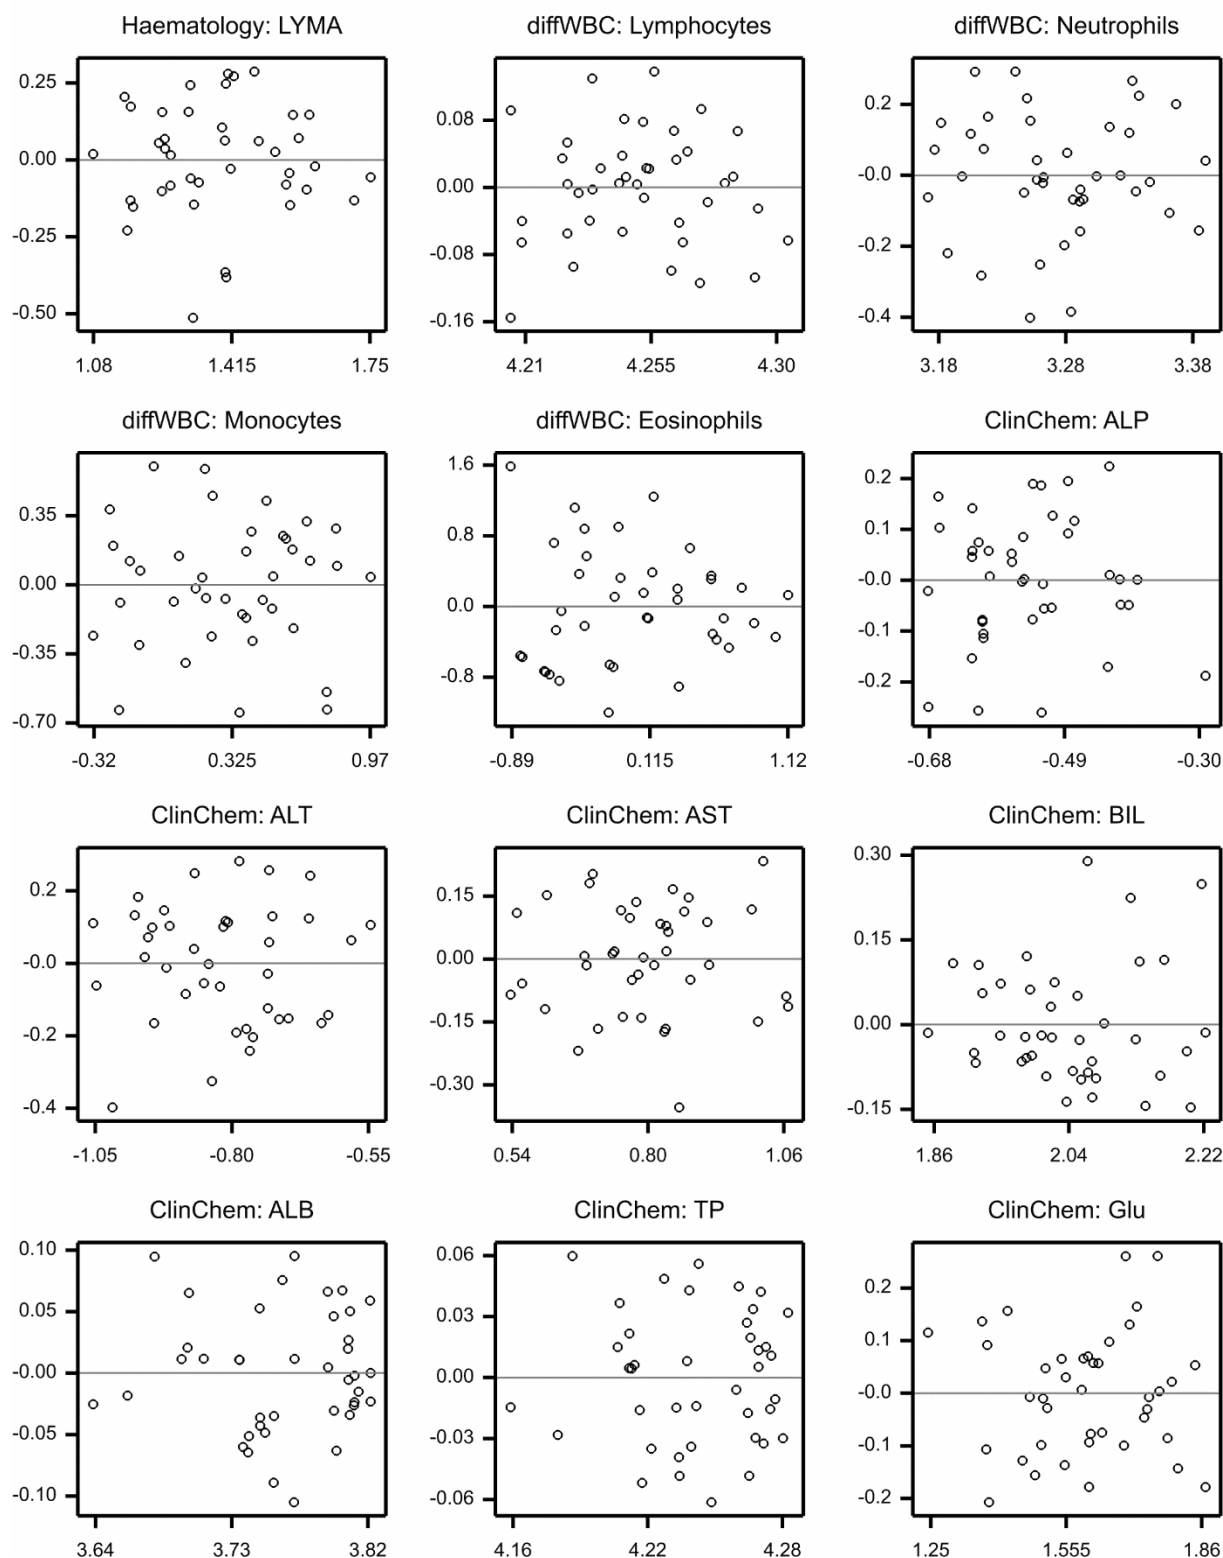 Haematology: LYMA
0.25
0.00
-0.25
-0.50
1.08 1.415 1.75
diffWBC: Lymphocytes
0.08
0.00
-0.08
-0.16
4.21 4.255 4.30
diffWBC: Neutrophils
0.2
-0.0
-0.2
-0.4
3.18 3.28 3.38
diffWBC: Monocytes
0.35
0.00
-0.35
-0.70
-0.32 0.325 0.97
diffWBC: Eosinophils
1.6
0.8
0.0
-0.8
-0.89 0.115 1.12
ClinChem: ALP
0.2
0.1
-0.0
-0.1
-0.2
-0.68 -0.49 -0.30
ClinChem: ALT
0.2
-0.0
-0.2
-0.4
-1.05 -0.80 -0.55
ClinChem: AST
0.15
0.00
-0.15
-0.30
0.54 0.80 1.06
ClinChem: BIL
0.30
0.15
0.00
-0.15
1.86 2.04 2.22
ClinChem: ALB
0.10
0.05
-0.00
-0.05
-0.10
3.64 3.73 3.82
ClinChem: TP
0.06
0.03
0.00
-0.03
-0.06
4.16 4.22 4.28
ClinChem: Glu
0.2
0.1
-0.0
-0.1
-0.2
1.25 1.555 1.86